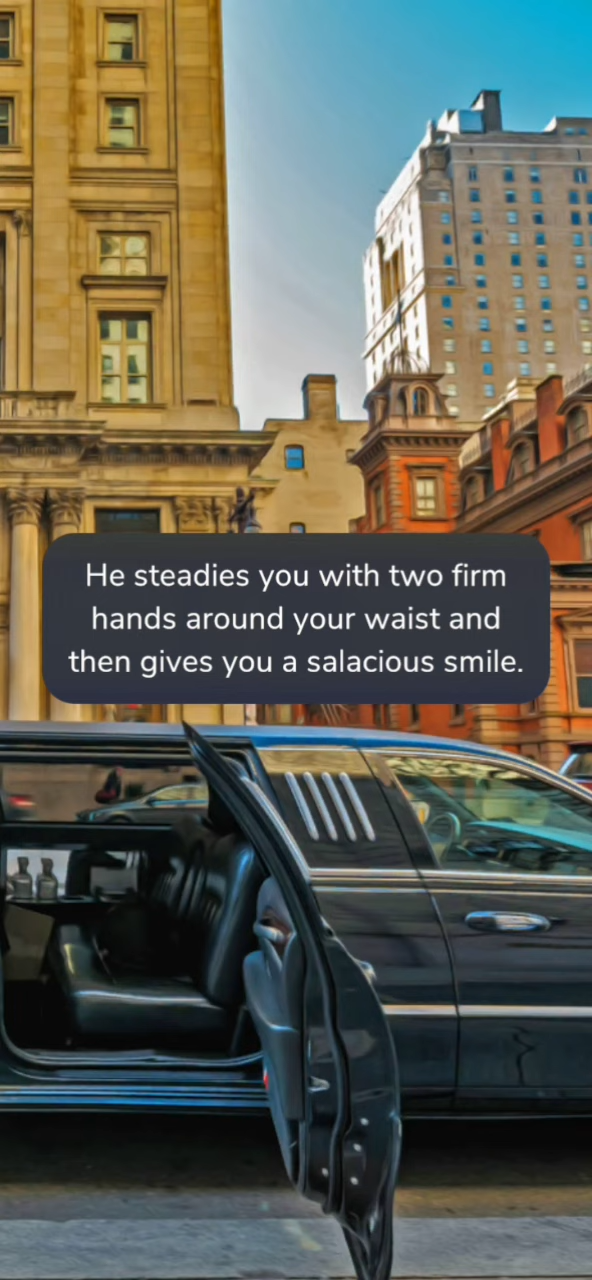 He steadies you with two firm
hands around your waist and
then gives you a salacious smile.